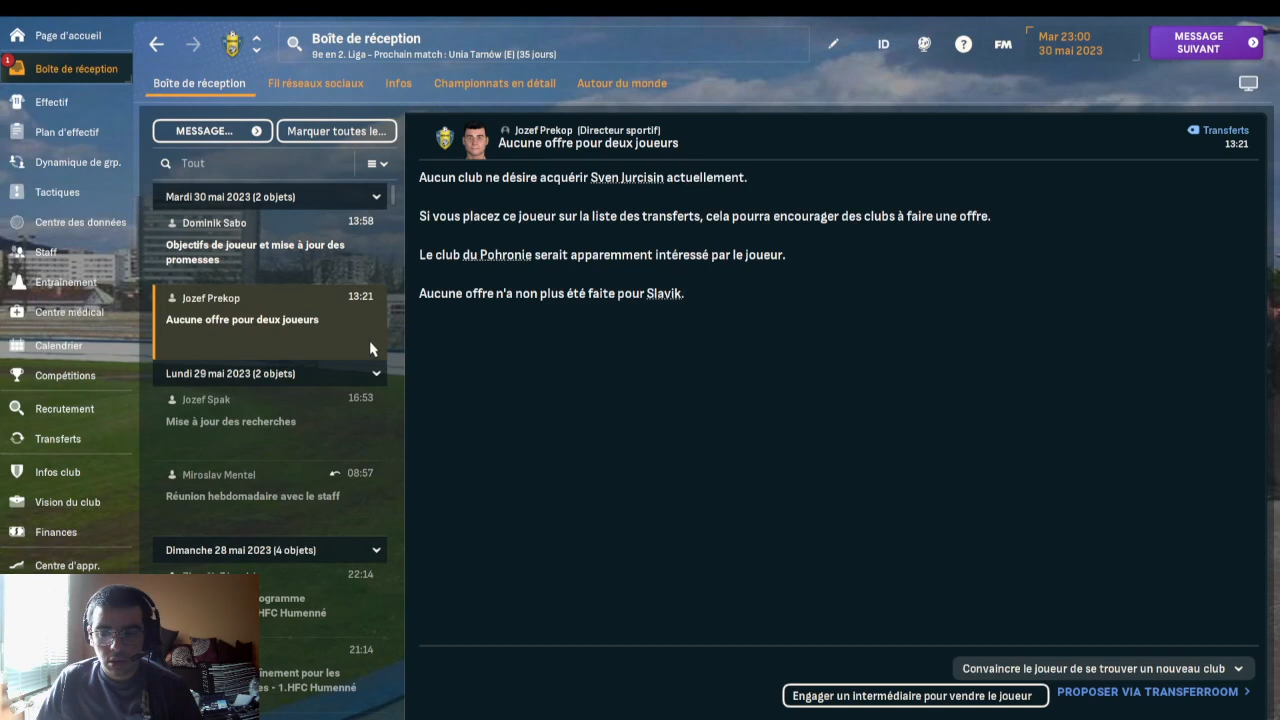 Page d'accueil
1
Boîte de réception
Effectif
Plan d'effectif
Dynamique de grp.
Tactiques
Centre des données
Staff
Entraînement
Centre médical
Calendrier
Compétitions
Recrutement
Transferts
Infos club
Vision du club
Finances
Centre d'appr.
Boîte de réception
9e en 2. Liga - Prochain match : Unia Tarnów (E) (35 jours)
ID
?
FM
Mar 23:00
30 mai 2023
MESSAGE
SUIVANT
Boîte de réception
Fil réseaux sociaux
Infos
Championnats en détail
Autour du monde
MESSAGE...
Marquer toutes le...
Tout
Mardi 30 mai 2023 (2 objets)
Dominik Sabo 13:58
Objectifs de joueur et mise à jour des
promesses
Jozef Prekop 13:21
Aucune offre pour deux joueurs
Lundi 29 mai 2023 (2 objets)
Jozef Spak 16:53
Mise à jour des recherches
Miroslav Mentel 08:57
Réunion hebdomadaire avec le staff
Dimanche 28 mai 2023 (4 objets)
22:14
ogramme
HFC Humenné
21:14
înement pour les
es - 1.HFC Humenné
Jozef Prekop (Directeur sportif)
Aucune offre pour deux joueurs
Transferts
13:21
Aucun club ne désire acquérir Sven Jurcisin actuellement.
Si vous placez ce joueur sur la liste des transferts, cela pourra encourager des clubs à faire une offre.
Le club du Pohronie serait apparemment intéressé par le joueur.
Aucune offre n'a non plus été faite pour Slavik.
Convaincre le joueur de se trouver un nouveau club
Engager un intermédiaire pour vendre le joueur
PROPOSER VIA TRANSFERROOM